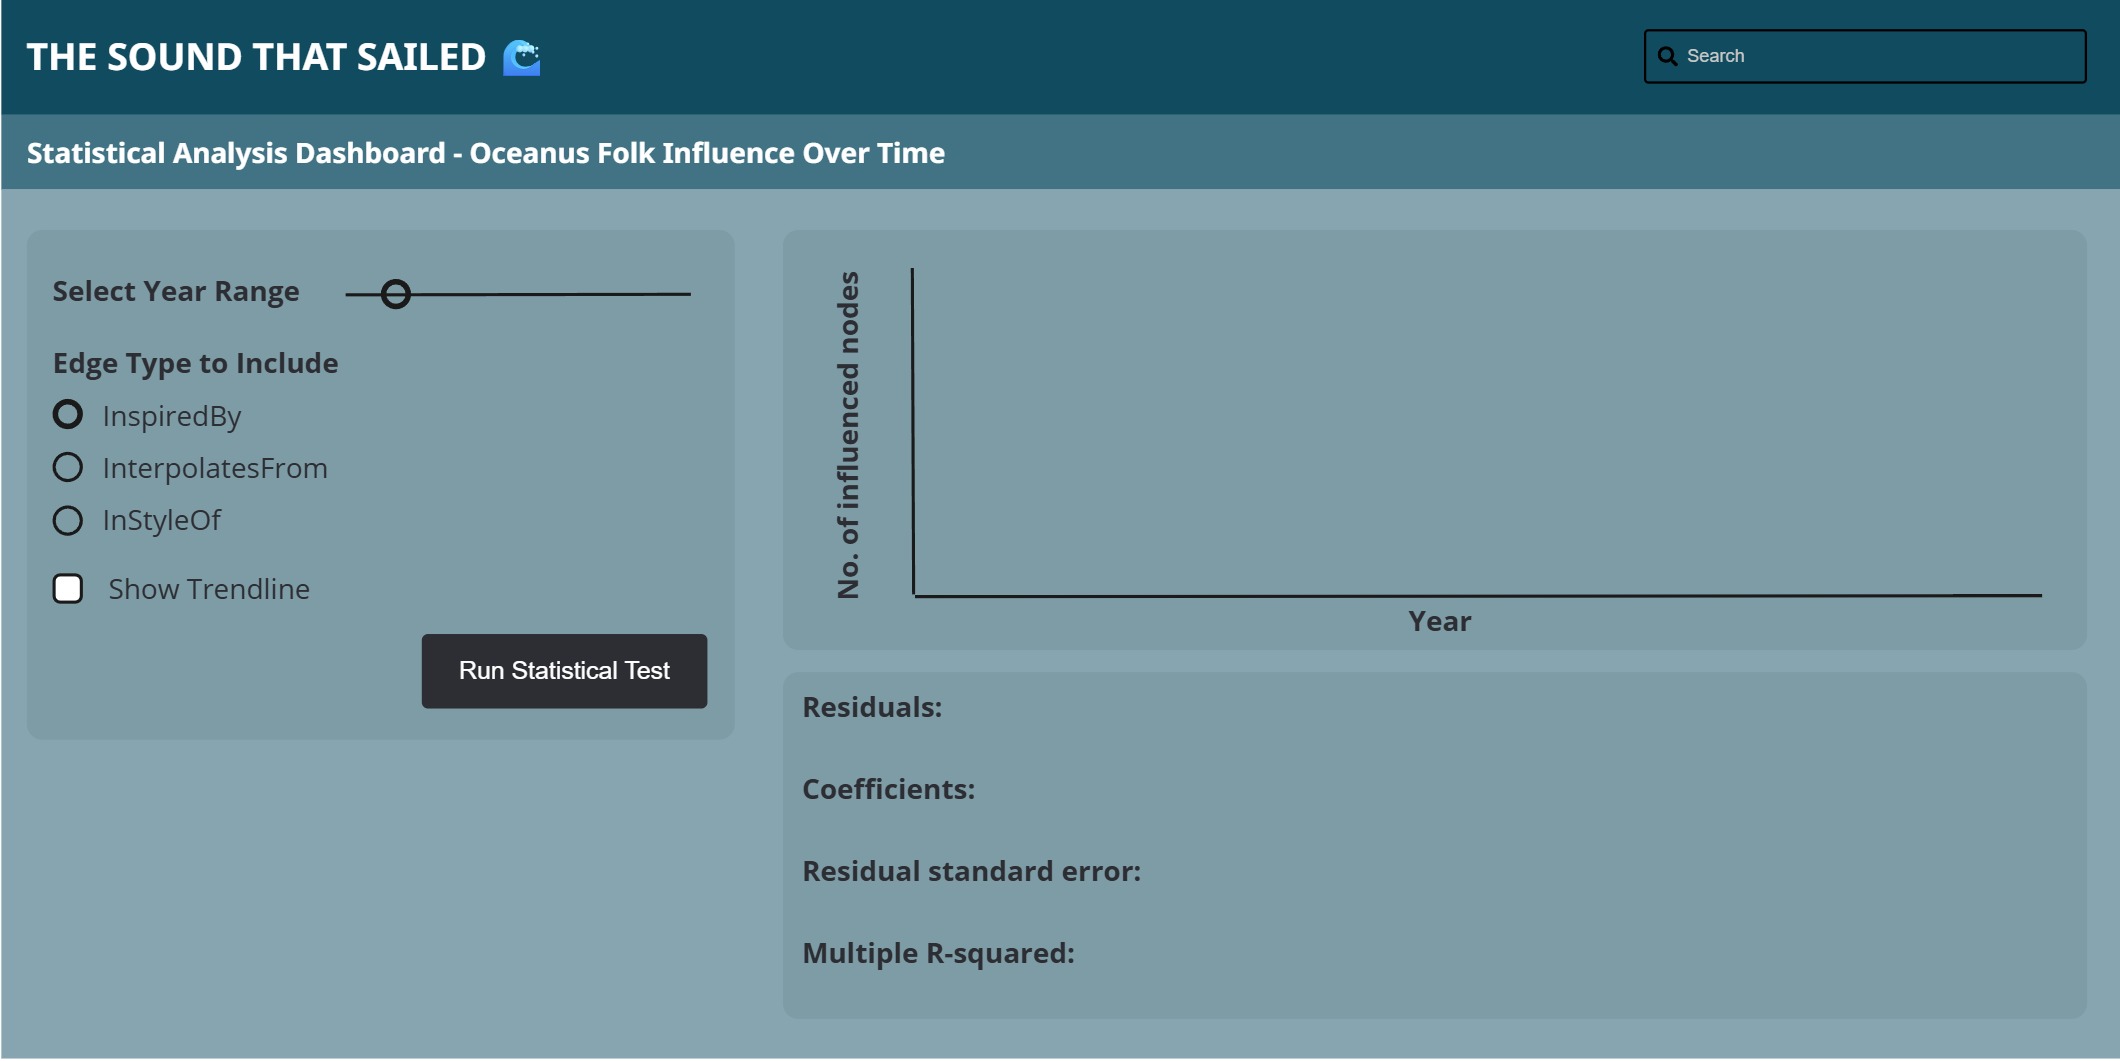 THE SOUND THAT SAILED
Search
Statistical Analysis Dashboard - Oceanus Folk Influence Over Time
Select Year Range
Edge Type to Include
InspiredBy
InterpolatesFrom
InStyleOf
Show Trendline
Run Statistical Test
No. of influenced nodes
Year
Residuals:
Coefficients:
Residual standard error:
Multiple R-squared: